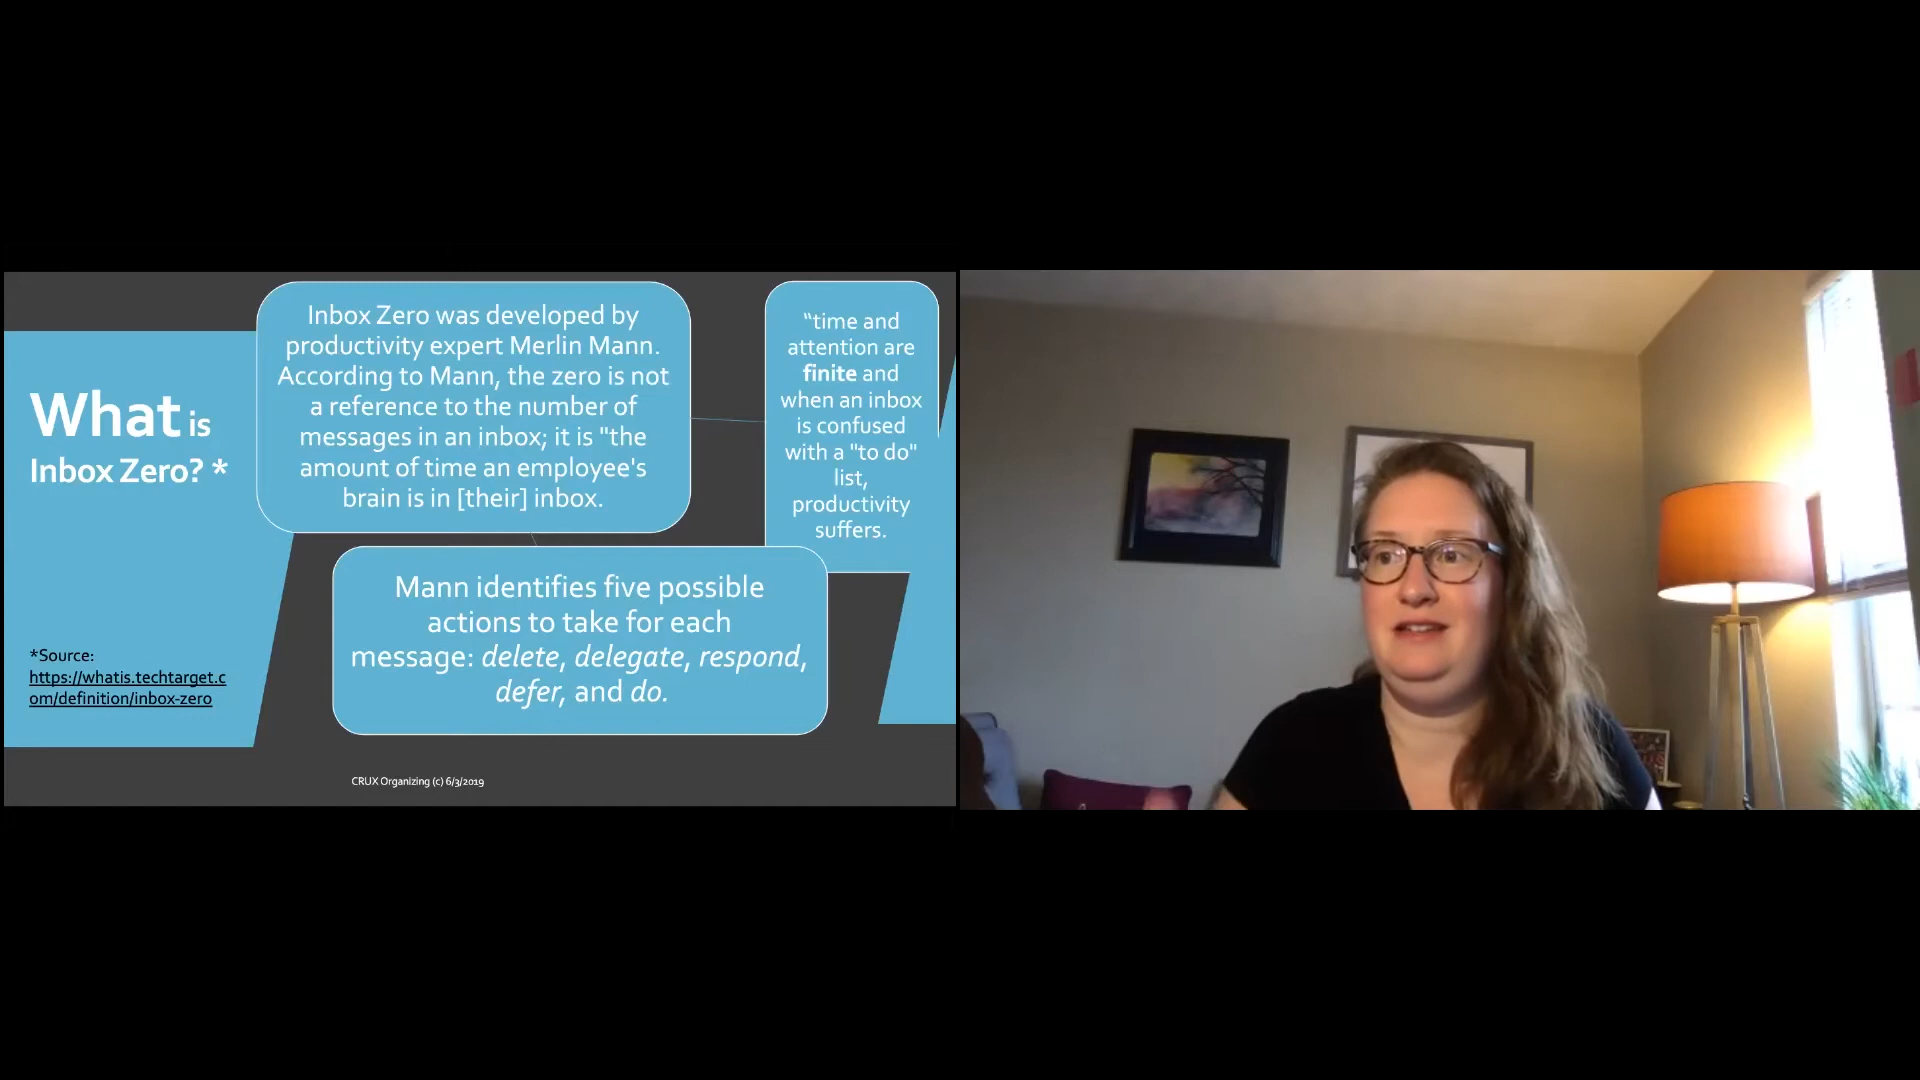 What is
Inbox Zero? *
*Source:
https://whatis.techtarget.c
om/definition/inbox-zero
Inbox Zero was developed by
productivity expert Merlin Mann.
According to Mann, the zero is not
a reference to the number of
messages in an inbox; it is "the
amount of time an employee's
brain is in [their] inbox.
“time and
attention are
finite and
when an inbox
is confused
with a "to do"
list,
productivity
suffers.
Mann identifies five possible
actions to take for each
message: delete, delegate, respond,
defer, and do.
CRUX Organizing (c) 6/3/2019